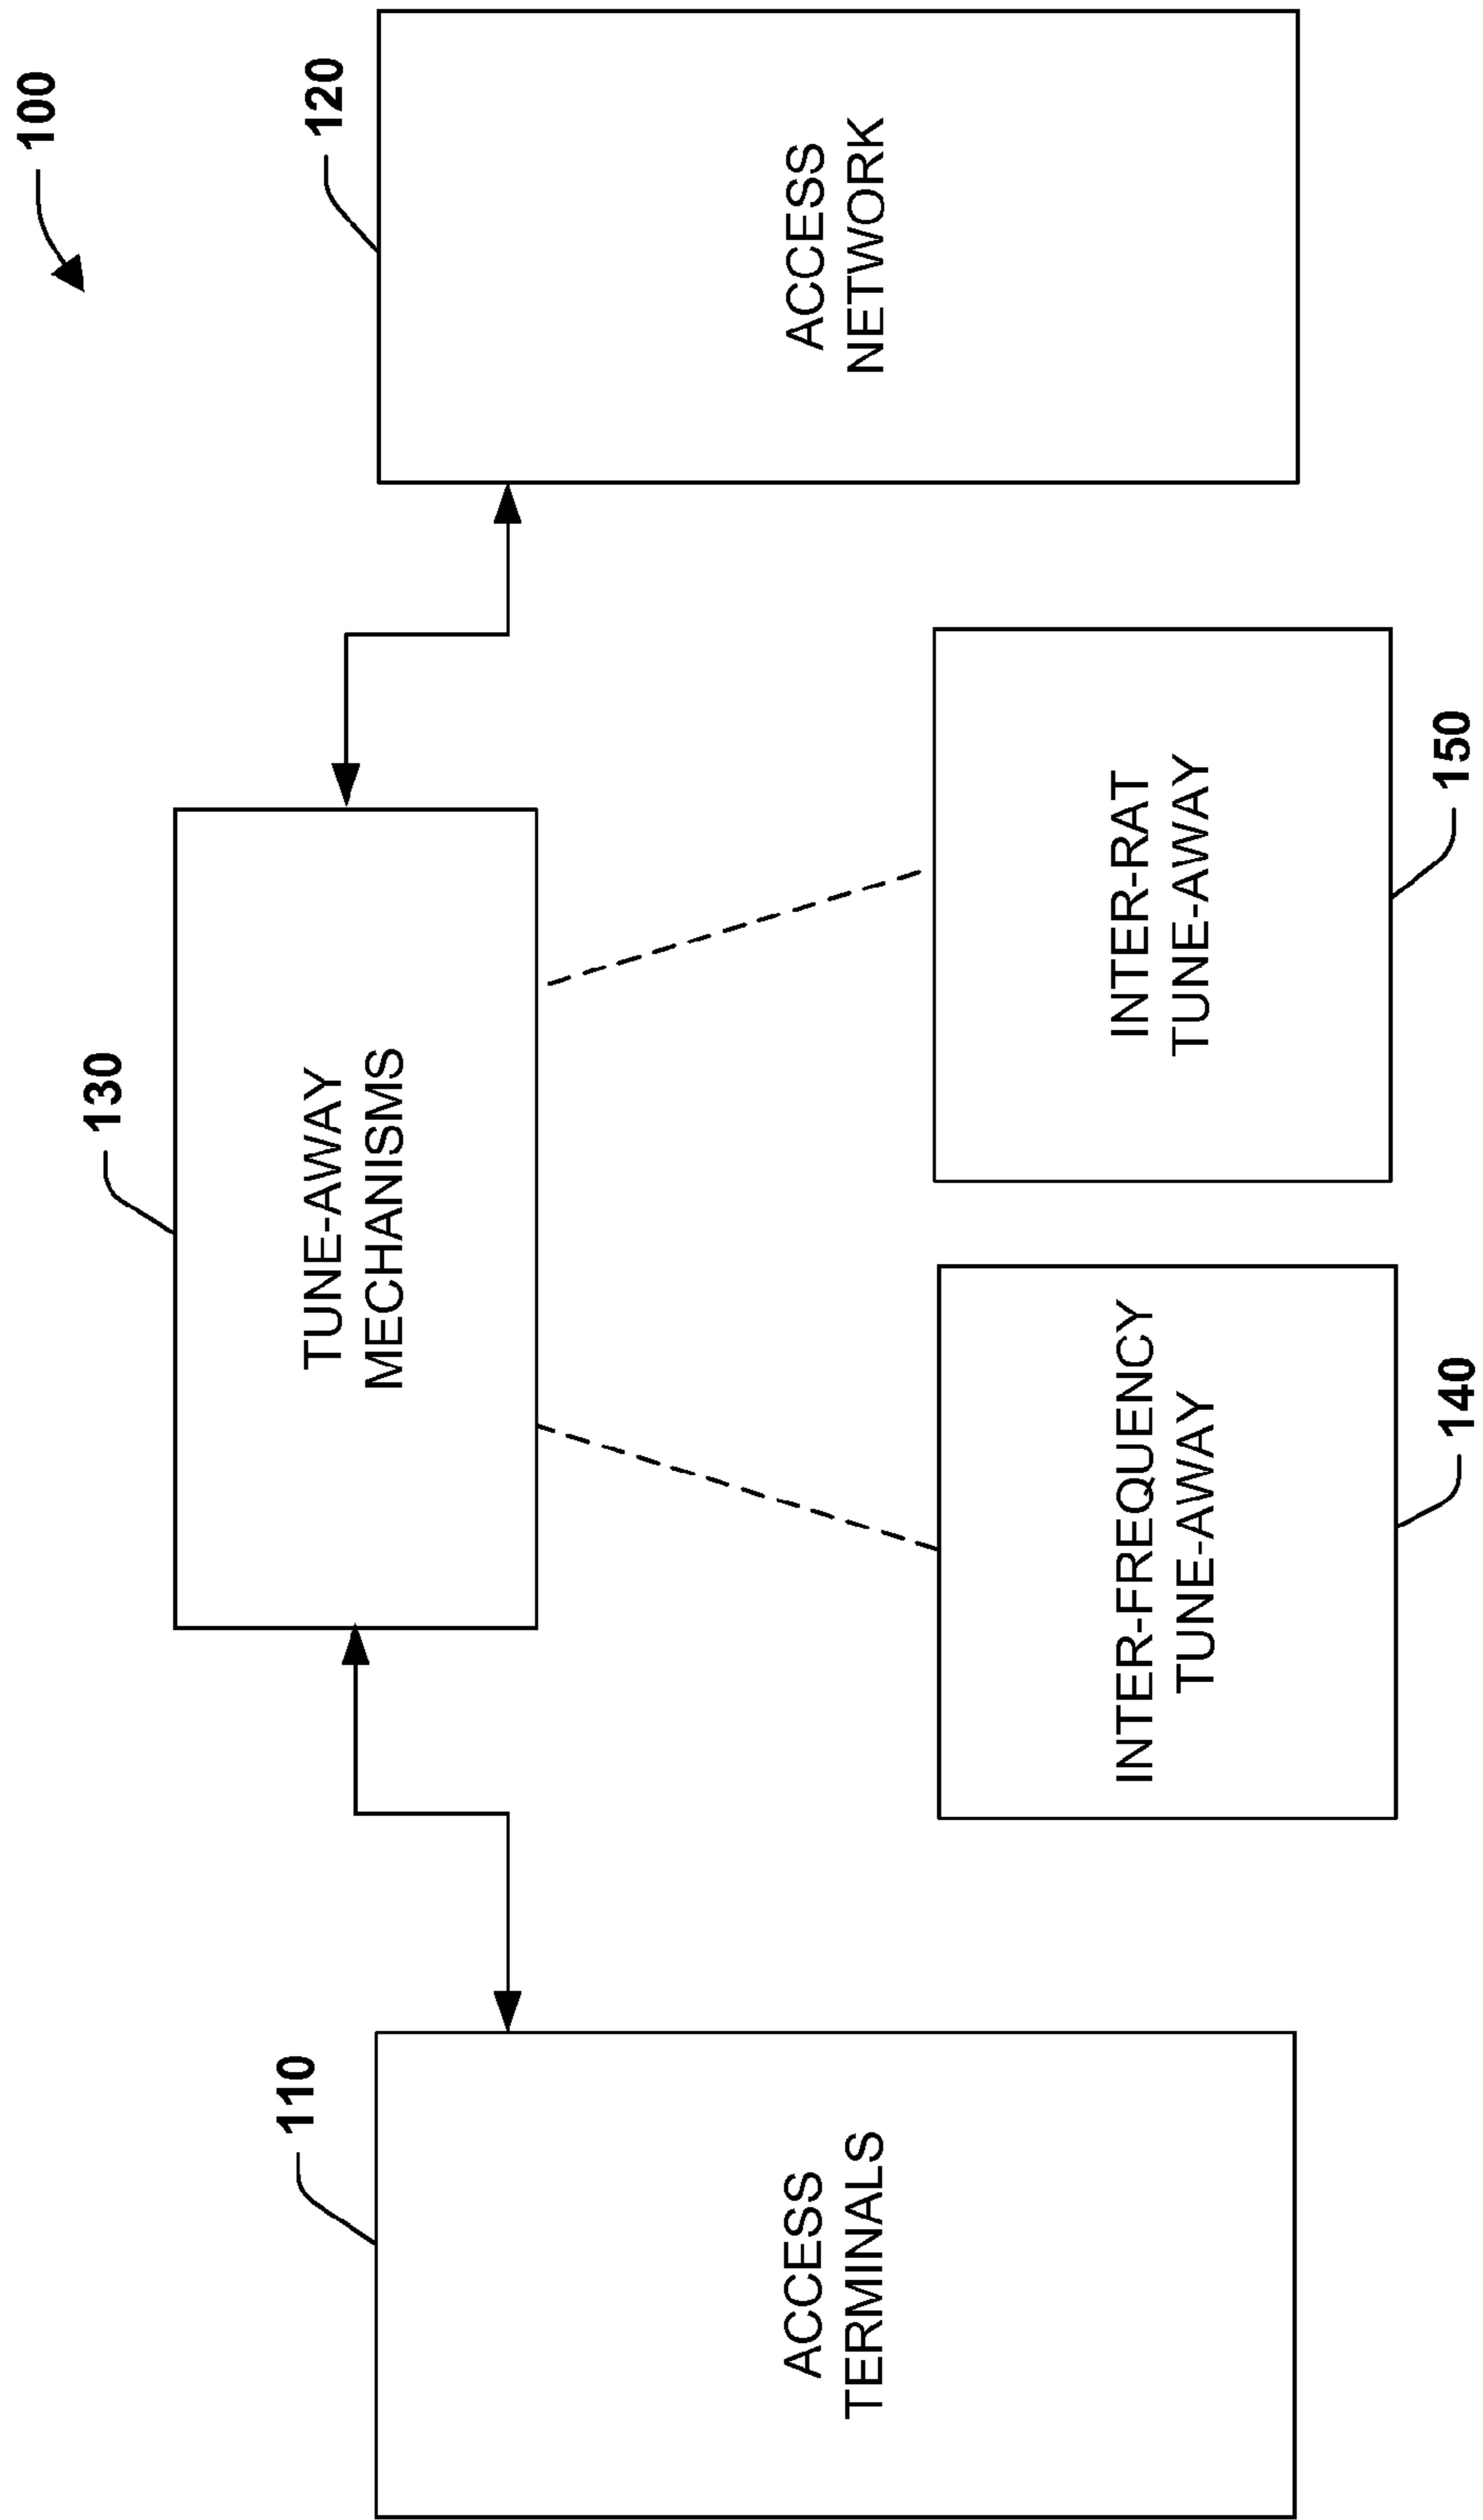 100
130
120
110
TUNE-AWAY
MECHANISMS
ACCESS
TERMINALS
ACCESS
NETWORK
INTER-FREQUENCY
TUNE-AWAY
INTER-RAT
TUNE-AWAY
140
150